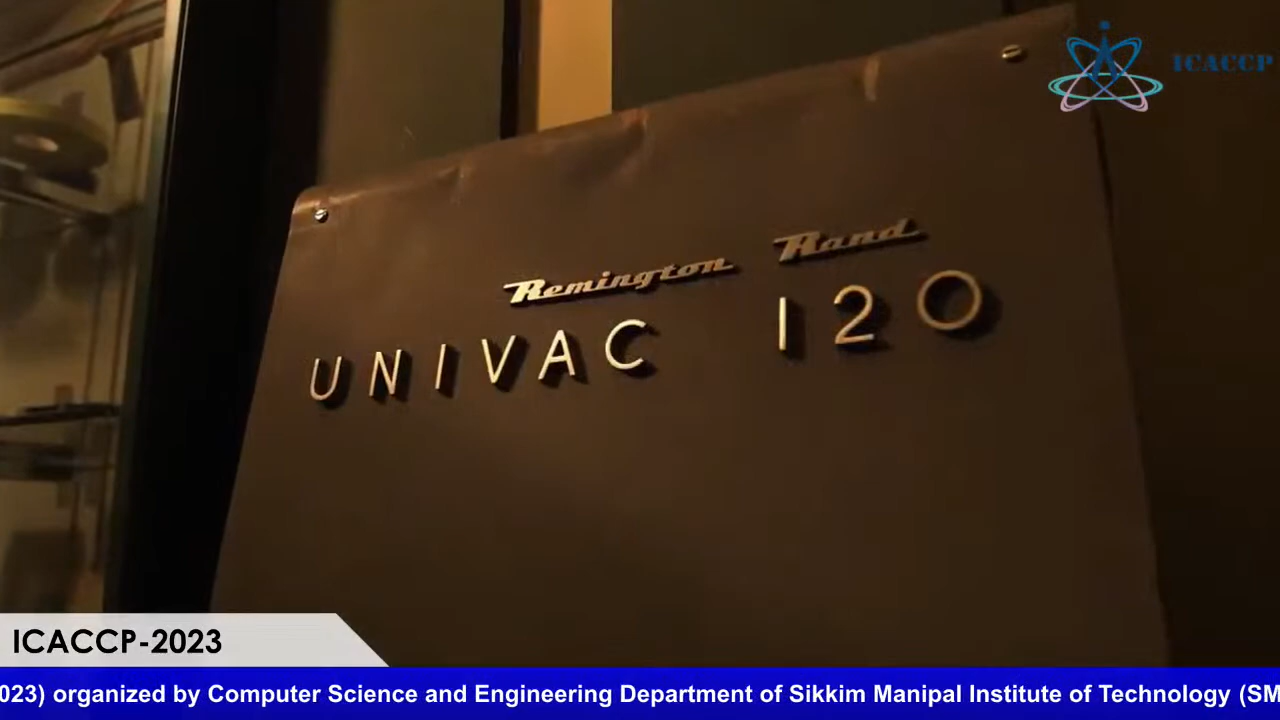 ICACCP
Remington Rand
UNIVAC 120
ICACCP-2023
023) organized by Computer Science and Engineering Department of Sikkim Manipal Institute of Technology (SM